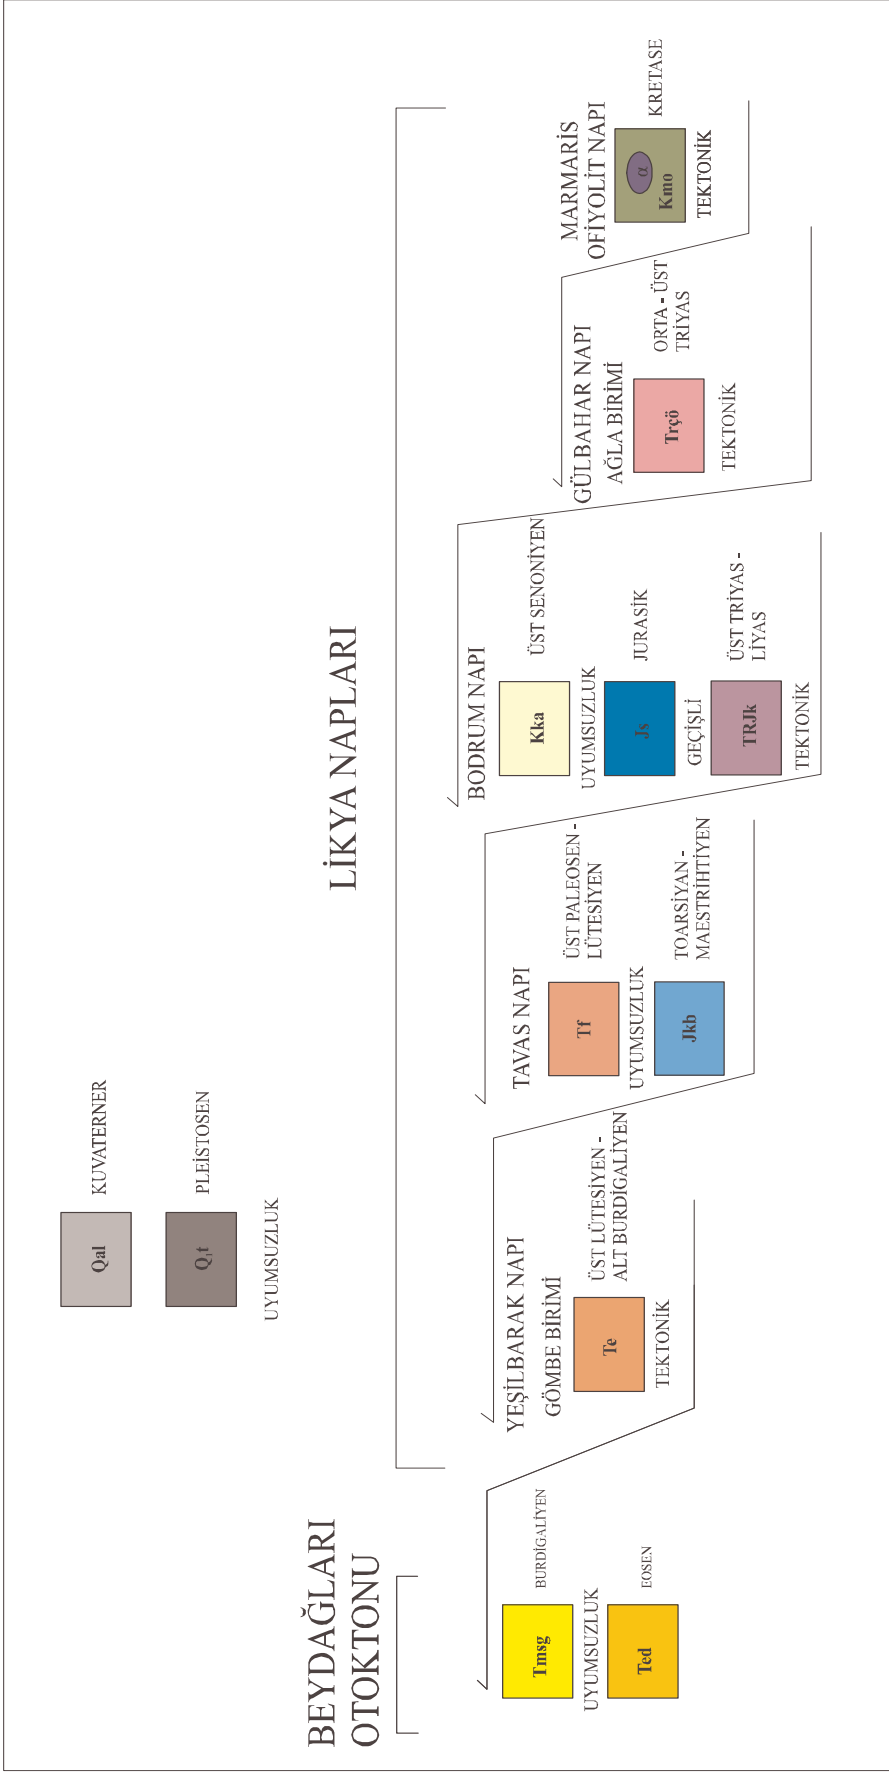 KUVATERNER
Qal
PLEİSTOSEN
Q₁t
UYUMSUZLUK
BEYDAĞLARI
OTOKTONU
BURDİGALİYEN
Tmsg
UYUMSUZLUK
EOSEN
Ted
LİKYA NAPLARI
YEŞİLBARAK NAPI
GÖMBE BİRİMİ
ÜST LÜTESİYEN -
ALT BURDİGALİYEN
Te
TEKTONİK
TAVAS NAPI
ÜST PALEOSEN -
LÜTESİYEN
Tf
UYUMSUZLUK
TOARSİYAN -
MAESTRİHTİYEN
Jkb
BODRUM NAPI
ÜST SENONİYEN
Kka
UYUMSUZLUK
JURASİK
Js
GEÇİŞLİ
ÜST TRİYAS -
LİYAS
TRJk
TEKTONİK
GÜLBAHAR NAPI
AĞLA BİRİMİ
ORTA - ÜST
TRİYAS
Trçö
TEKTONİK
MARMARİS
OFİYOLİT NAPI
KRETASE
α
Kmo
TEKTONİK